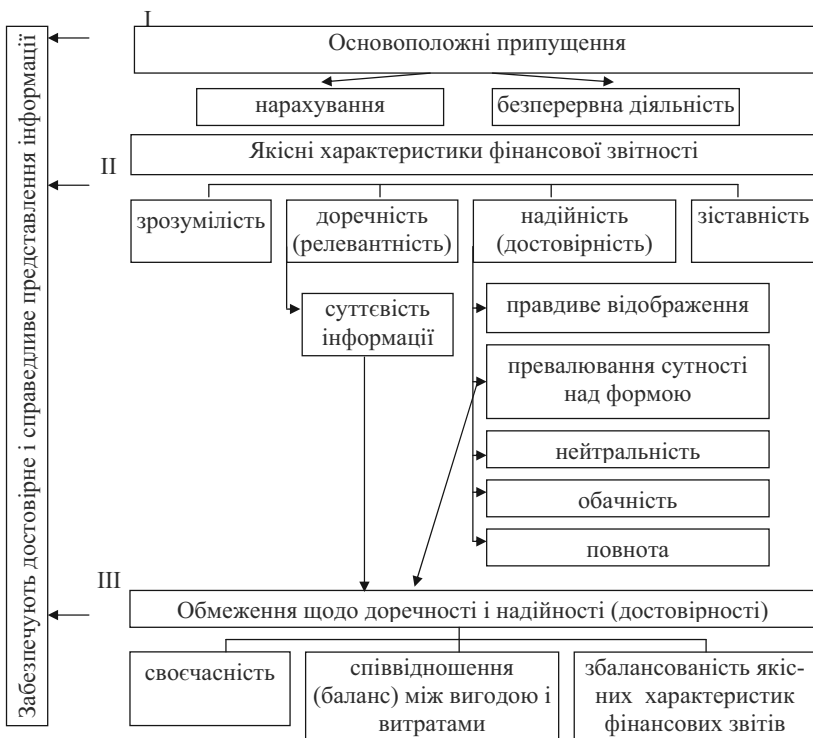 Забезпечують достовірне і справедливе представлення інформації
I
Основоположні припущення
нарахування
безперервна діяльність
II
Якісні характеристики фінансової звітності
зрозумілість
доречність
(релевантність)
надійність
(достовірність)
зіставність
суттєвість
інформації
правдиве відображення
превалювання сутності
над формою
нейтральність
обачність
повнота
III
Обмеження щодо доречності і надійності (достовірності)
своєчасність
співвідношення
(баланс) між вигодою і
витратами
збалансованість якіс-
них характеристик
фінансових звітів